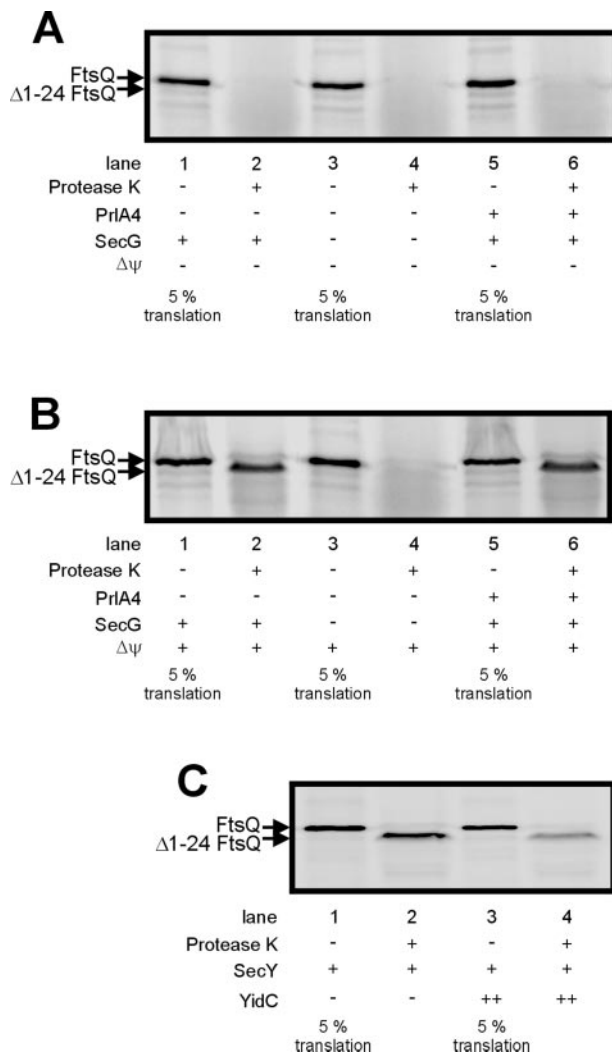 A
FtsQ
Δ1-24 FtsQ
lane 1 2 3 4 5 6
Protease K - + - + - +
PrlA4 - - - - + +
SecG + + - - + +
Δψ - - - - - -
5 % 5 % 5 %
translation translation translation
B
FtsQ
Δ1-24 FtsQ
lane 1 2 3 4 5 6
Protease K - + - + - +
PrlA4 - - - - + +
SecG + + - - + +
Δψ + + + + + +
5 % 5 % 5 %
translation translation translation
C
FtsQ
Δ1-24 FtsQ
lane 1 2 3 4
Protease K - + - +
SecY + + + +
YidC - - ++ ++
5 % 5 %
translation translation